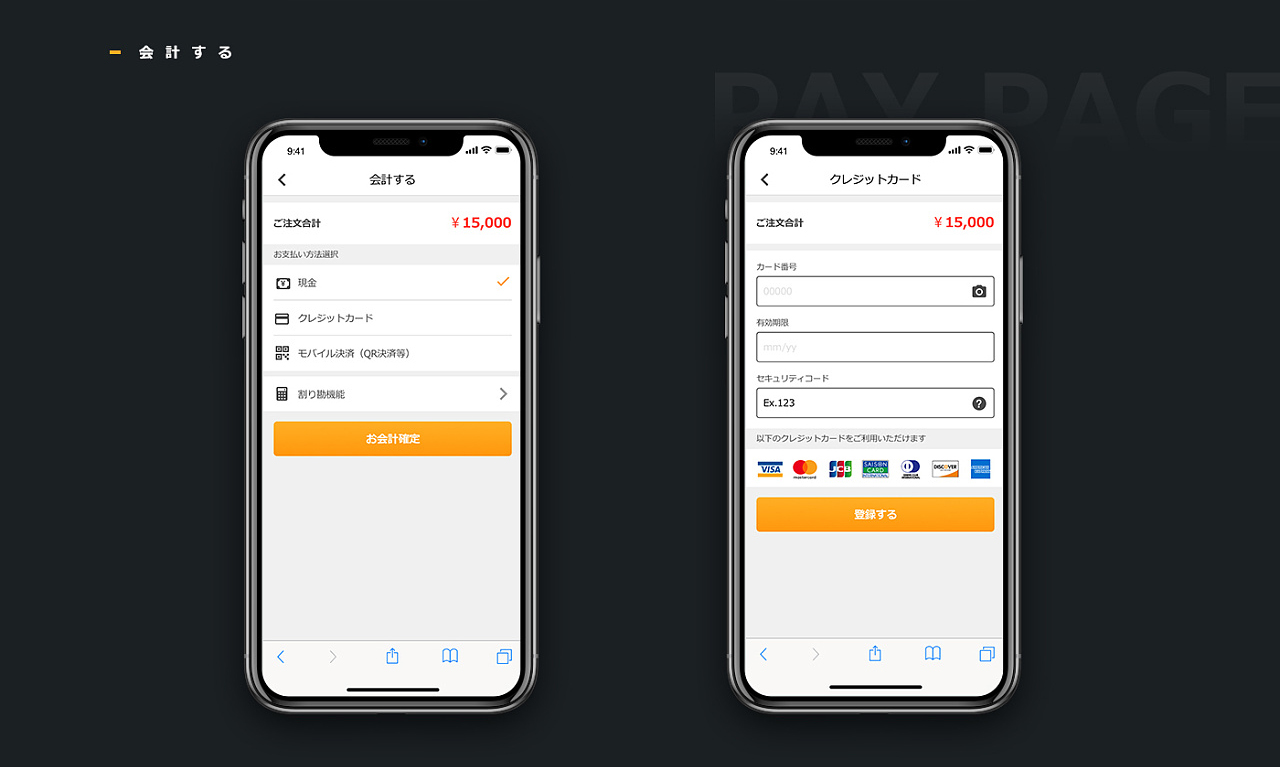 会計する
PAY PAGE
9:41
会計する
ご注文合計
¥15,000
お支払い方法選択
現金
クレジットカード
モバイル決済（QR決済等）
割り勘機能
お会計確定
9:41
クレジットカード
ご注文合計
¥15,000
カード番号
00000
有効期限
mm/yy
セキュリティコード
Ex.123
以下のクレジットカードをご利用いただけます
VISA
mastercard
JCB
SAISON
CARD
INTERNATIONAL
DISCOVER
登録する